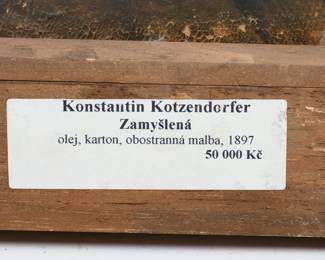 Konstantin Kotzendorfer
Zamyšlená
olej, karton, obostranná malba, 1897
50 000 Kč